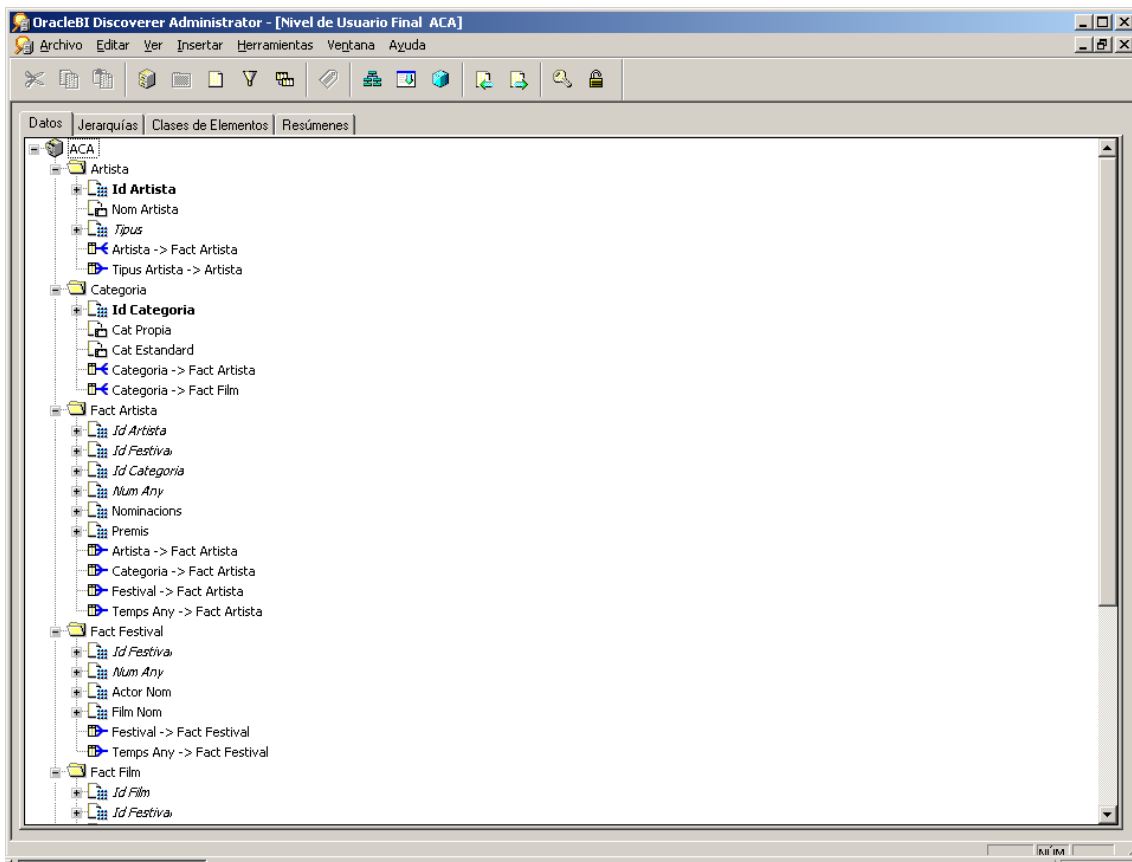 OracleBI Discoverer Administrator - [Nivel de Usuario Final ACA]
Archivo Editar Ver Insertar Herramientas Ventana Ayuda
Datos Jerarquías Clases de Elementos Resúmenes
ACA
Artista
Id Artista
Nom Artista
Tipus
Artista -> Fact Artista
Tipus Artista -> Artista
Categoria
Id Categoria
Cat Propia
Cat Estandard
Categoria -> Fact Artista
Categoria -> Fact Film
Fact Artista
Id Artista
Id Festival
Id Categoria
Num Any
Nominacions
Premis
Artista -> Fact Artista
Categoria -> Fact Artista
Festival -> Fact Artista
Temps Any -> Fact Artista
Fact Festival
Id Festival
Num Any
Actor Nom
Film Nom
Festival -> Fact Festival
Temps Any -> Fact Festival
Fact Film
Id Film
Id Festival
NÚM